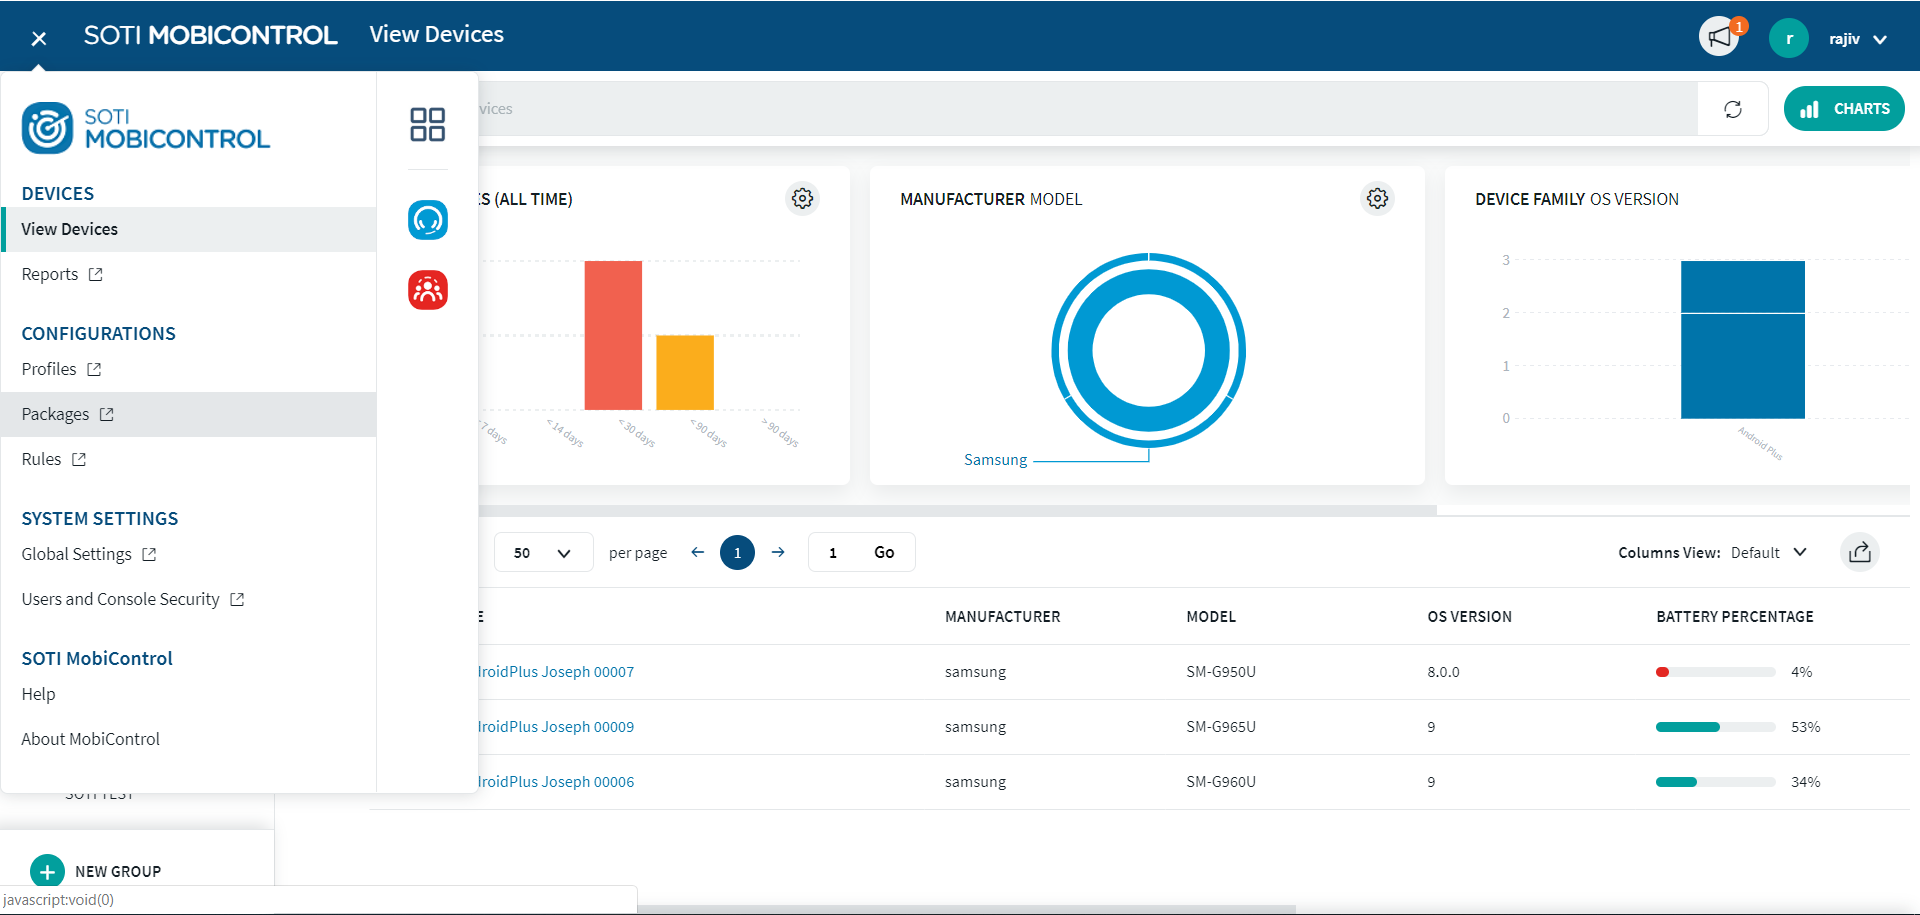 SOTI MOBICONTROL
View Devices
1
r
rajiv
SOTI
MOBICONTROL
DEVICES
View Devices
Reports
CONFIGURATIONS
Profiles
Packages
Rules
SYSTEM SETTINGS
Global Settings
Users and Console Security
SOTI MobiControl
Help
About MobiControl
SOTI TEST
NEW GROUP
javascript:void(0)
vices
CHARTS
S (ALL TIME)
7 days
< 14 days
< 30 days
< 90 days
> 90 days
MANUFACTURER MODEL
Samsung
DEVICE FAMILY OS VERSION
3
2
1
0
Android Plus
50
per page
1
1
Go
Columns View: Default
E MANUFACTURER MODEL OS VERSION BATTERY PERCENTAGE
droidPlus Joseph 00007 samsung SM-G950U 8.0.0 4%
droidPlus Joseph 00009 samsung SM-G965U 9 53%
droidPlus Joseph 00006 samsung SM-G960U 9 34%